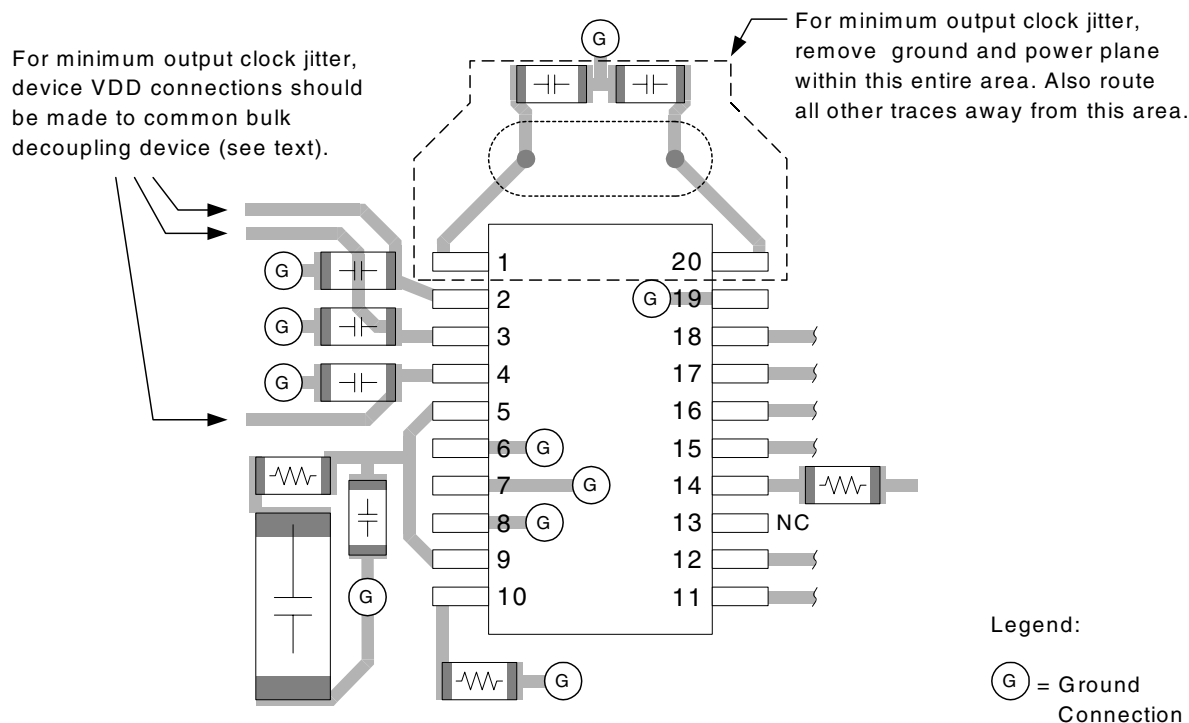 For minimum output clock jitter,
device VDD connections should
be made to common bulk
decoupling device (see text).
G
For minimum output clock jitter,
remove ground and power plane
within this entire area. Also route
all other traces away from this area.
1
20
G
2
G
19
G
3
18
G
4
17
5
16
6
G
15
7
G
14
8
G
13
NC
9
12
G
10
11
G
Legend:
G = Ground
Connection